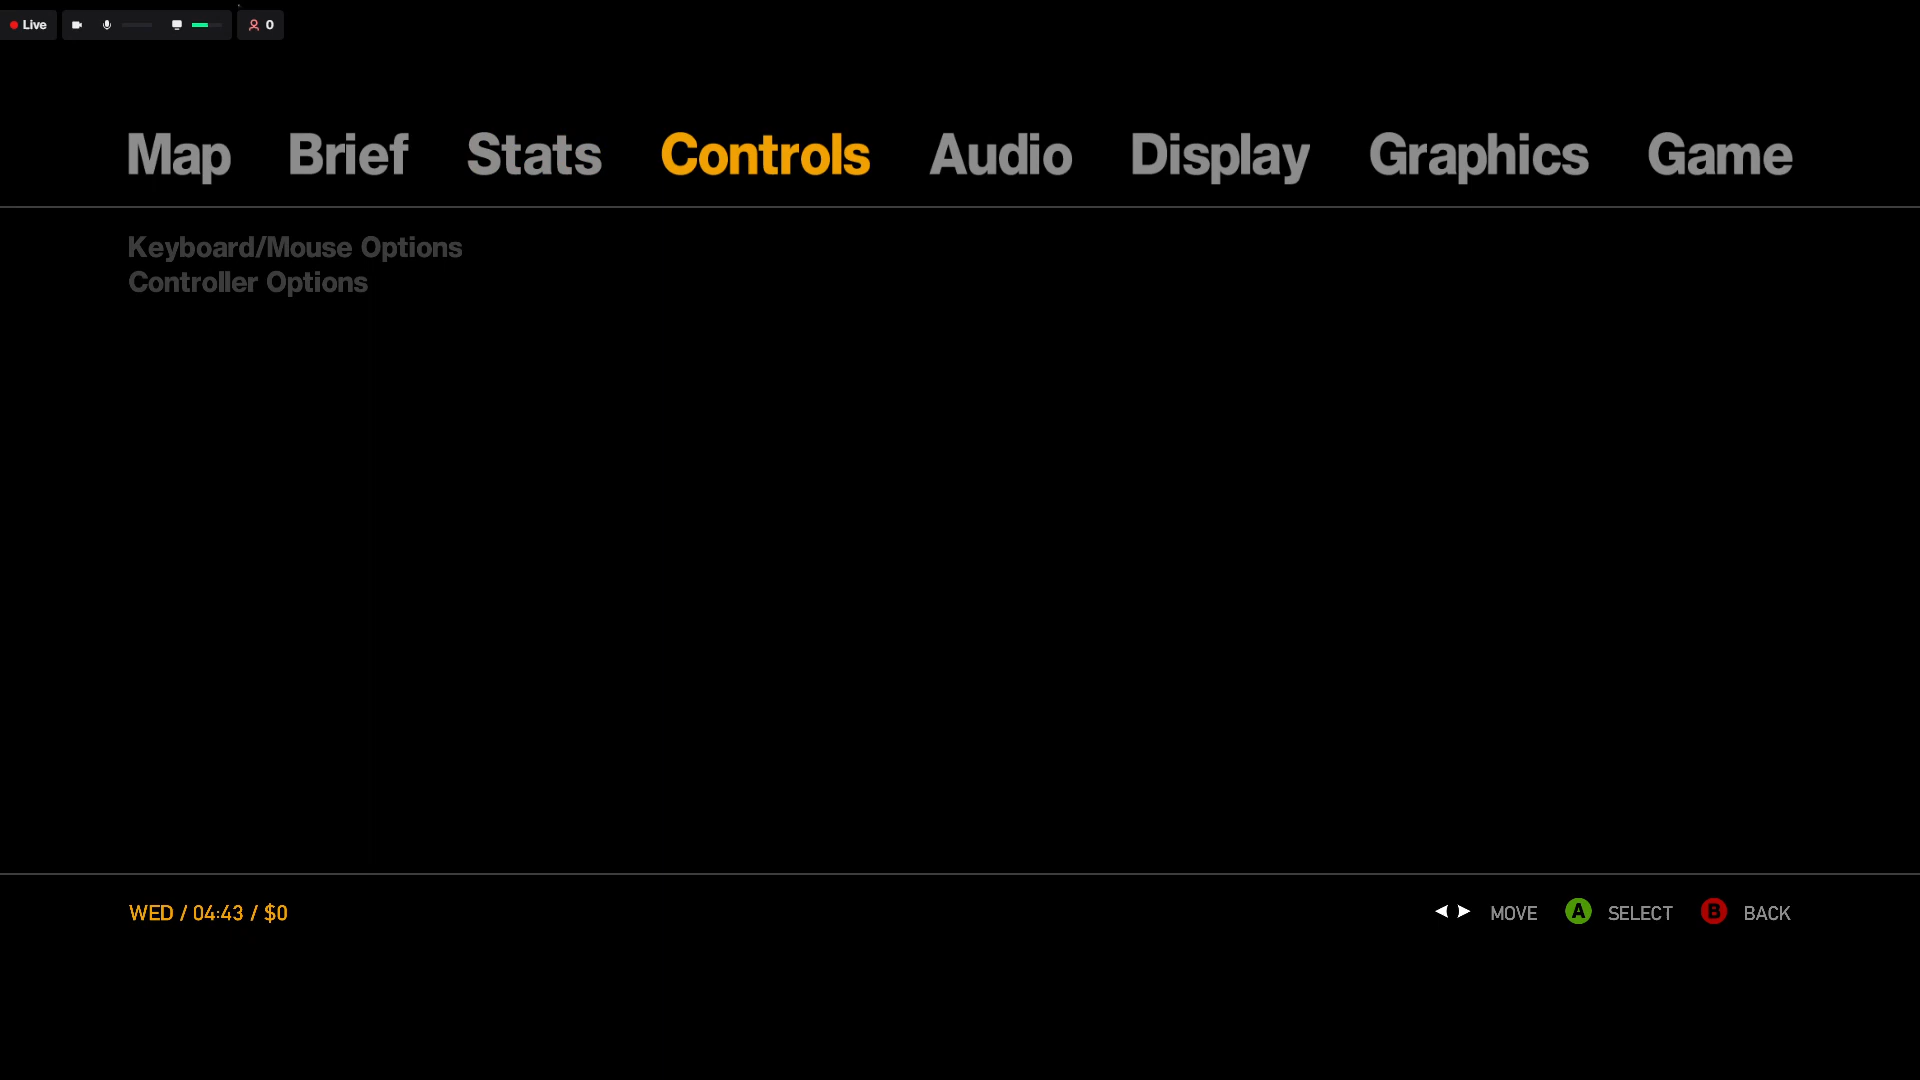 Live
0
Map Brief Stats Controls Audio Display Graphics Game
Keyboard/Mouse Options
Controller Options
WED / 04:43 / $0
MOVE A SELECT B BACK